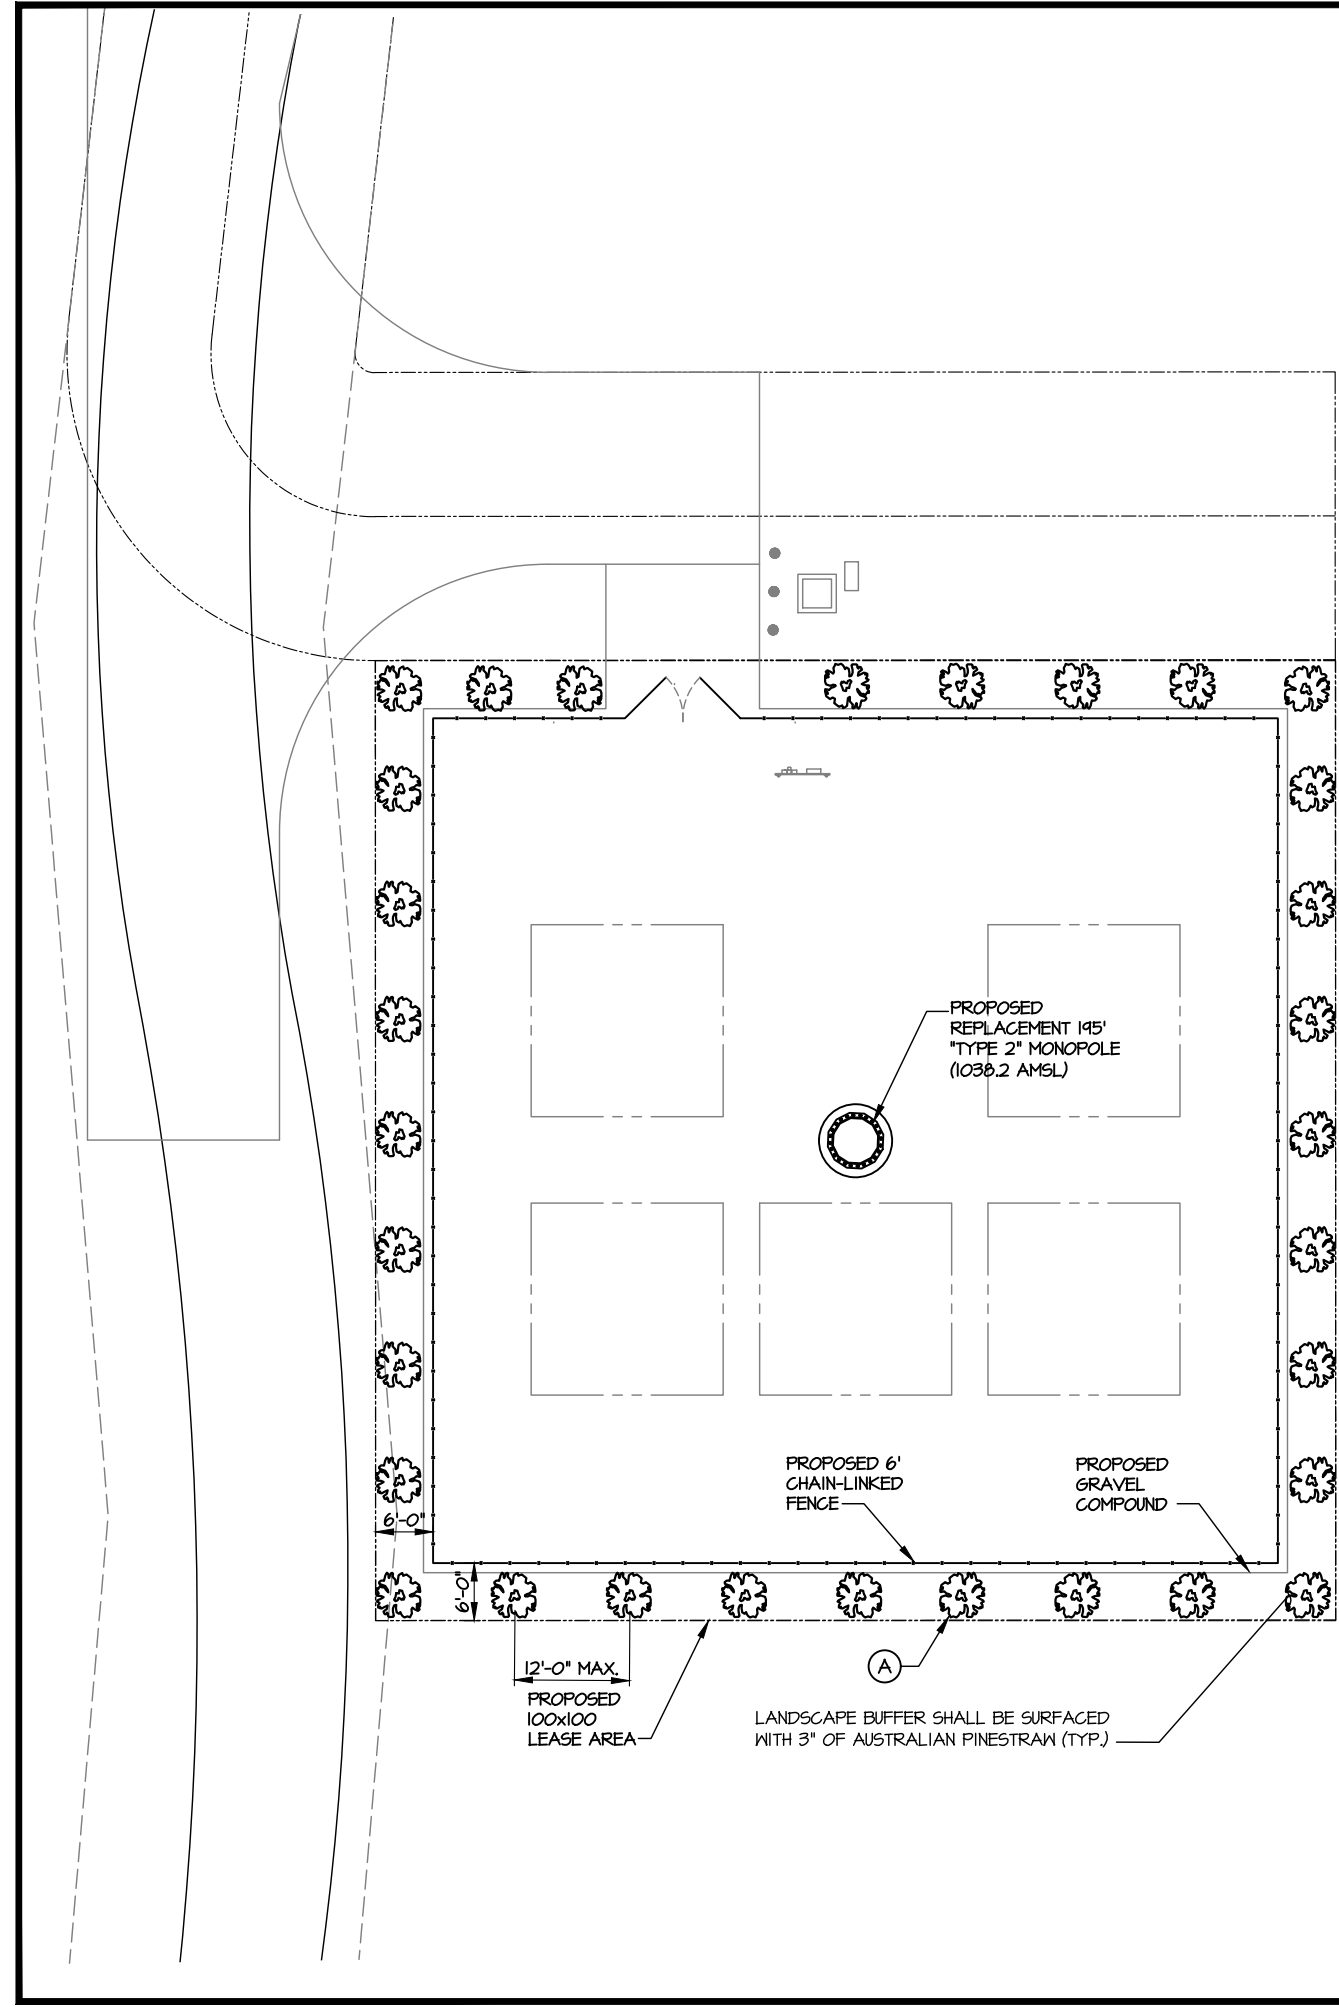 PROPOSED
REPLACEMENT 195'
"TYPE 2" MONOPOLE
(1038.2 AMSL)
PROPOSED 6'
CHAIN-LINKED
FENCE
PROPOSED
GRAVEL
COMPOUND
6'-0"
6'-0"
12'-0" MAX.
PROPOSED
100x100
LEASE AREA
A
LANDSCAPE BUFFER SHALL BE SURFACED
WITH 3" OF AUSTRALIAN PINESTRAW (TYP.)